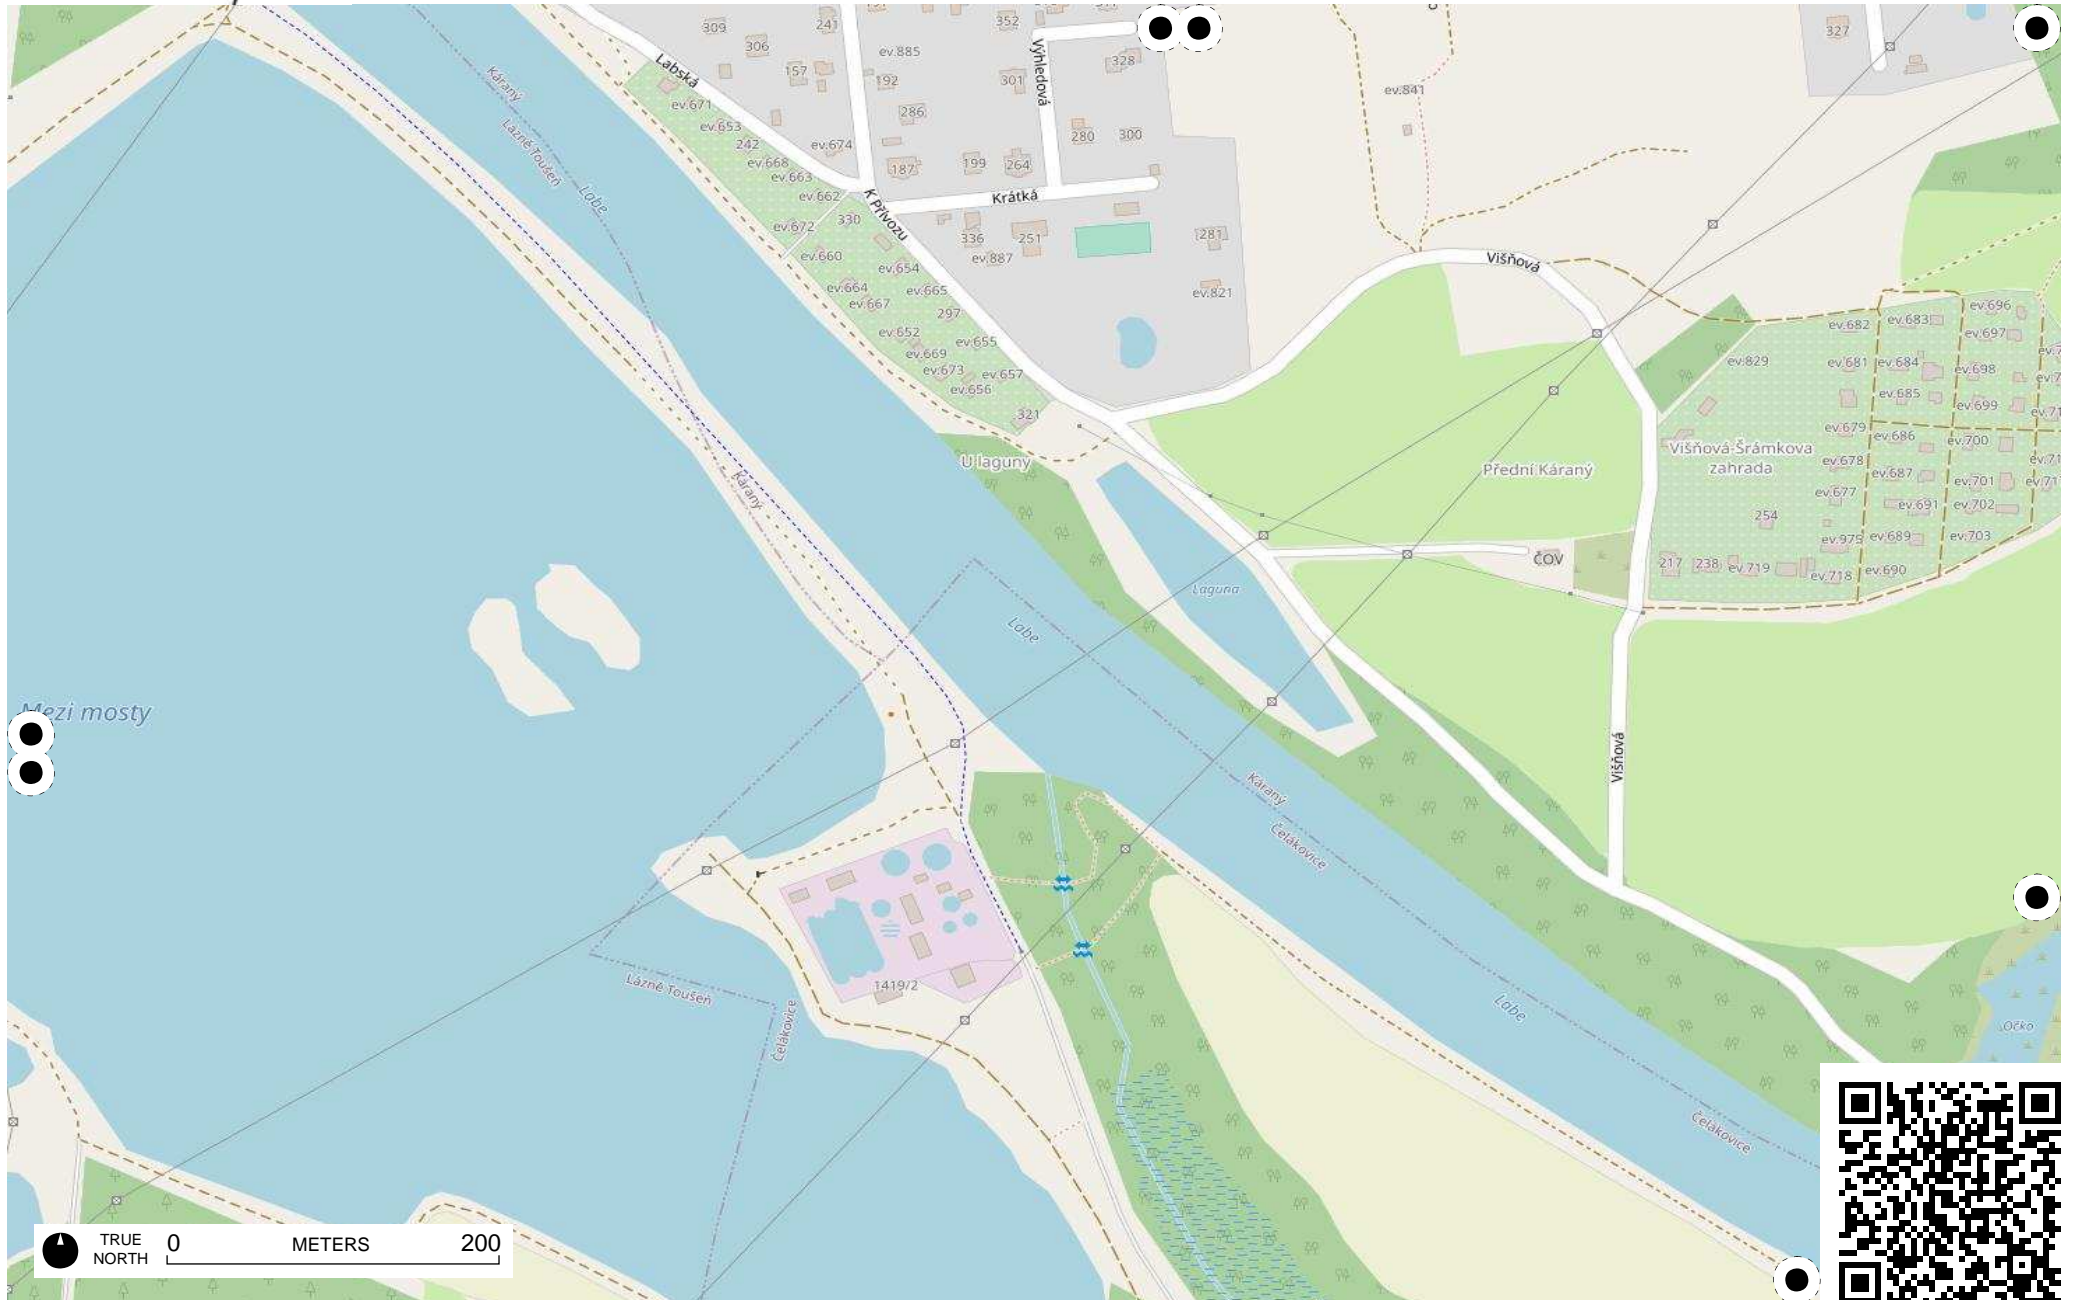 309
306
241
352
ev.885
Labská
157
192
301
Výhledová
328
327
ev.671
286
ev.653
242
ev.674
280
300
ev.841
ev.668
187
199
264
ev.663
ev.662
Krátká
K Přívozu
330
ev.672
336
251
281
ev.887
ev.660
ev.654
Višňová
ev.664
ev.665
ev.667
297
ev.821
ev.652
ev.655
ev.669
ev.673
ev.657
ev.656
321
Káraný
Lázně Toušeň
Labe
ev.696
ev.682
ev.683
ev.697
ev.829
ev.681
ev.684
ev.698
ev.685
ev.699
ev.679
ev.686
ev.700
Višňová-Šrámkova
zahrada
ev.678
ev.687
ev.701
ev.677
ev.691
ev.702
254
ev.975
ev.689
ev.703
217
238
ev.719
ev.718
ev.690
U laguny
Přední Káraný
Káraný
ČOV
Laguna
Labe
Mezi mosty
Višňová
Káraný
Čelákovice
Lázně Toušeň
Čelákovice
1419/2
Labe
Očko
Čelákovice
TRUE
NORTH
0 METERS 200